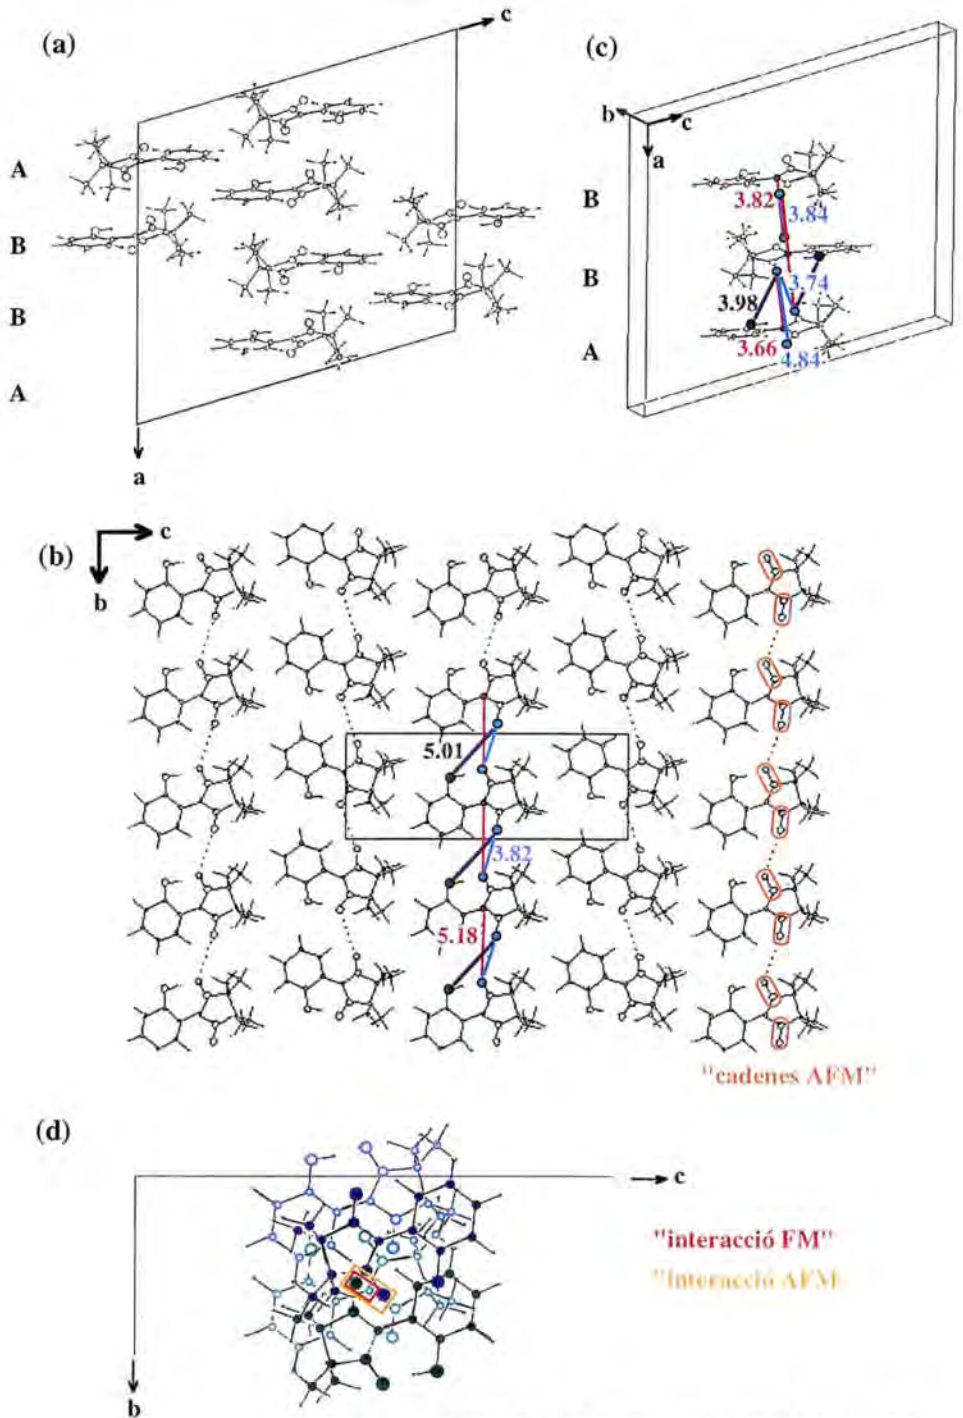 (a)
c
A
B
B
A
a
(c)
b
c
a
B
B
A
3.82
3.84
3.74
3.98
3.66
4.84
(b)
c
b
5.01
3.82
5.18
"cadenes AFM"
(d)
c
b
"interacció FM"
"interacció AFM